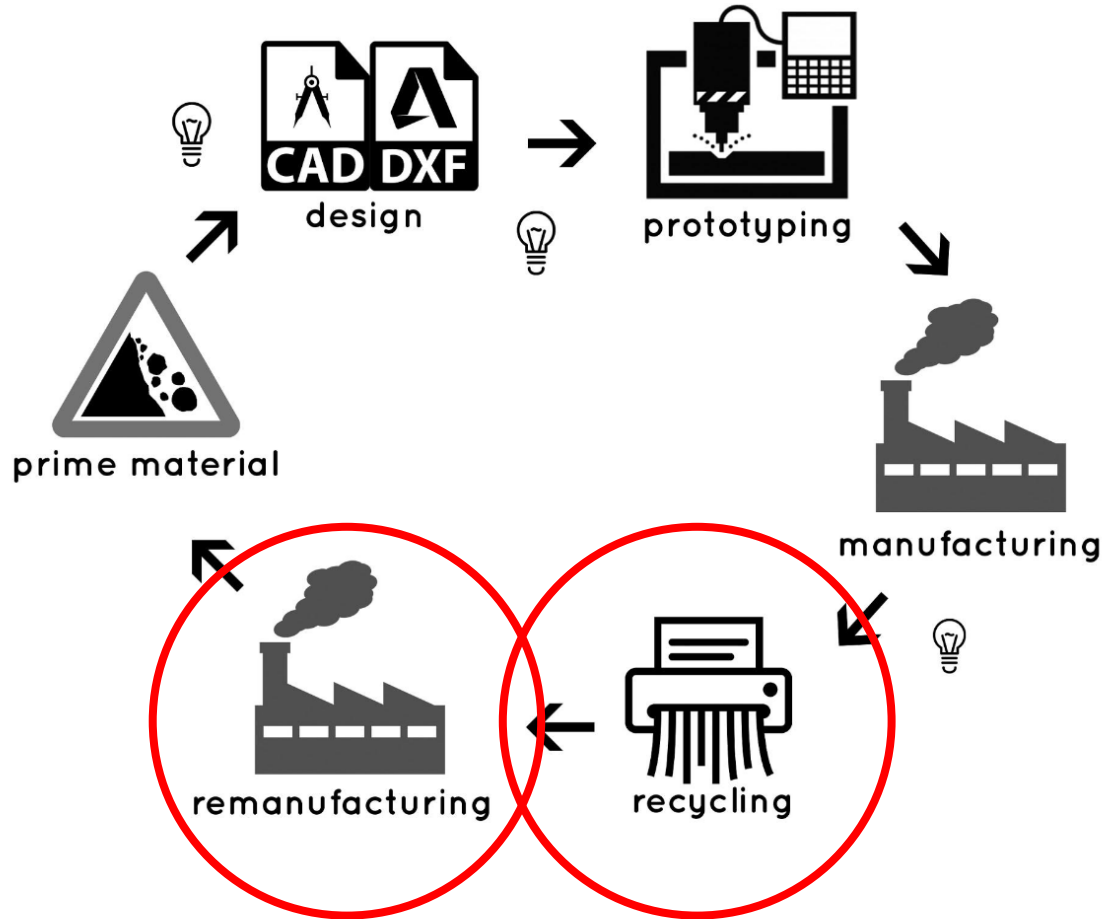 CAD DXF
design
prototyping
prime material
manufacturing
remanufacturing
recycling